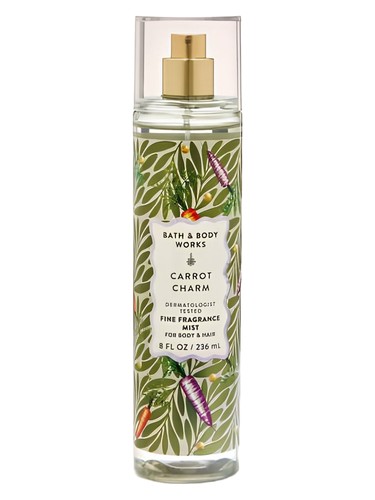 BATH & BODY
WORKS
CARROT
CHARM
DERMATOLOGIST
TESTED
FINE FRAGRANCE
MIST
FOR BODY & HAIR
8 FL OZ / 236 mL